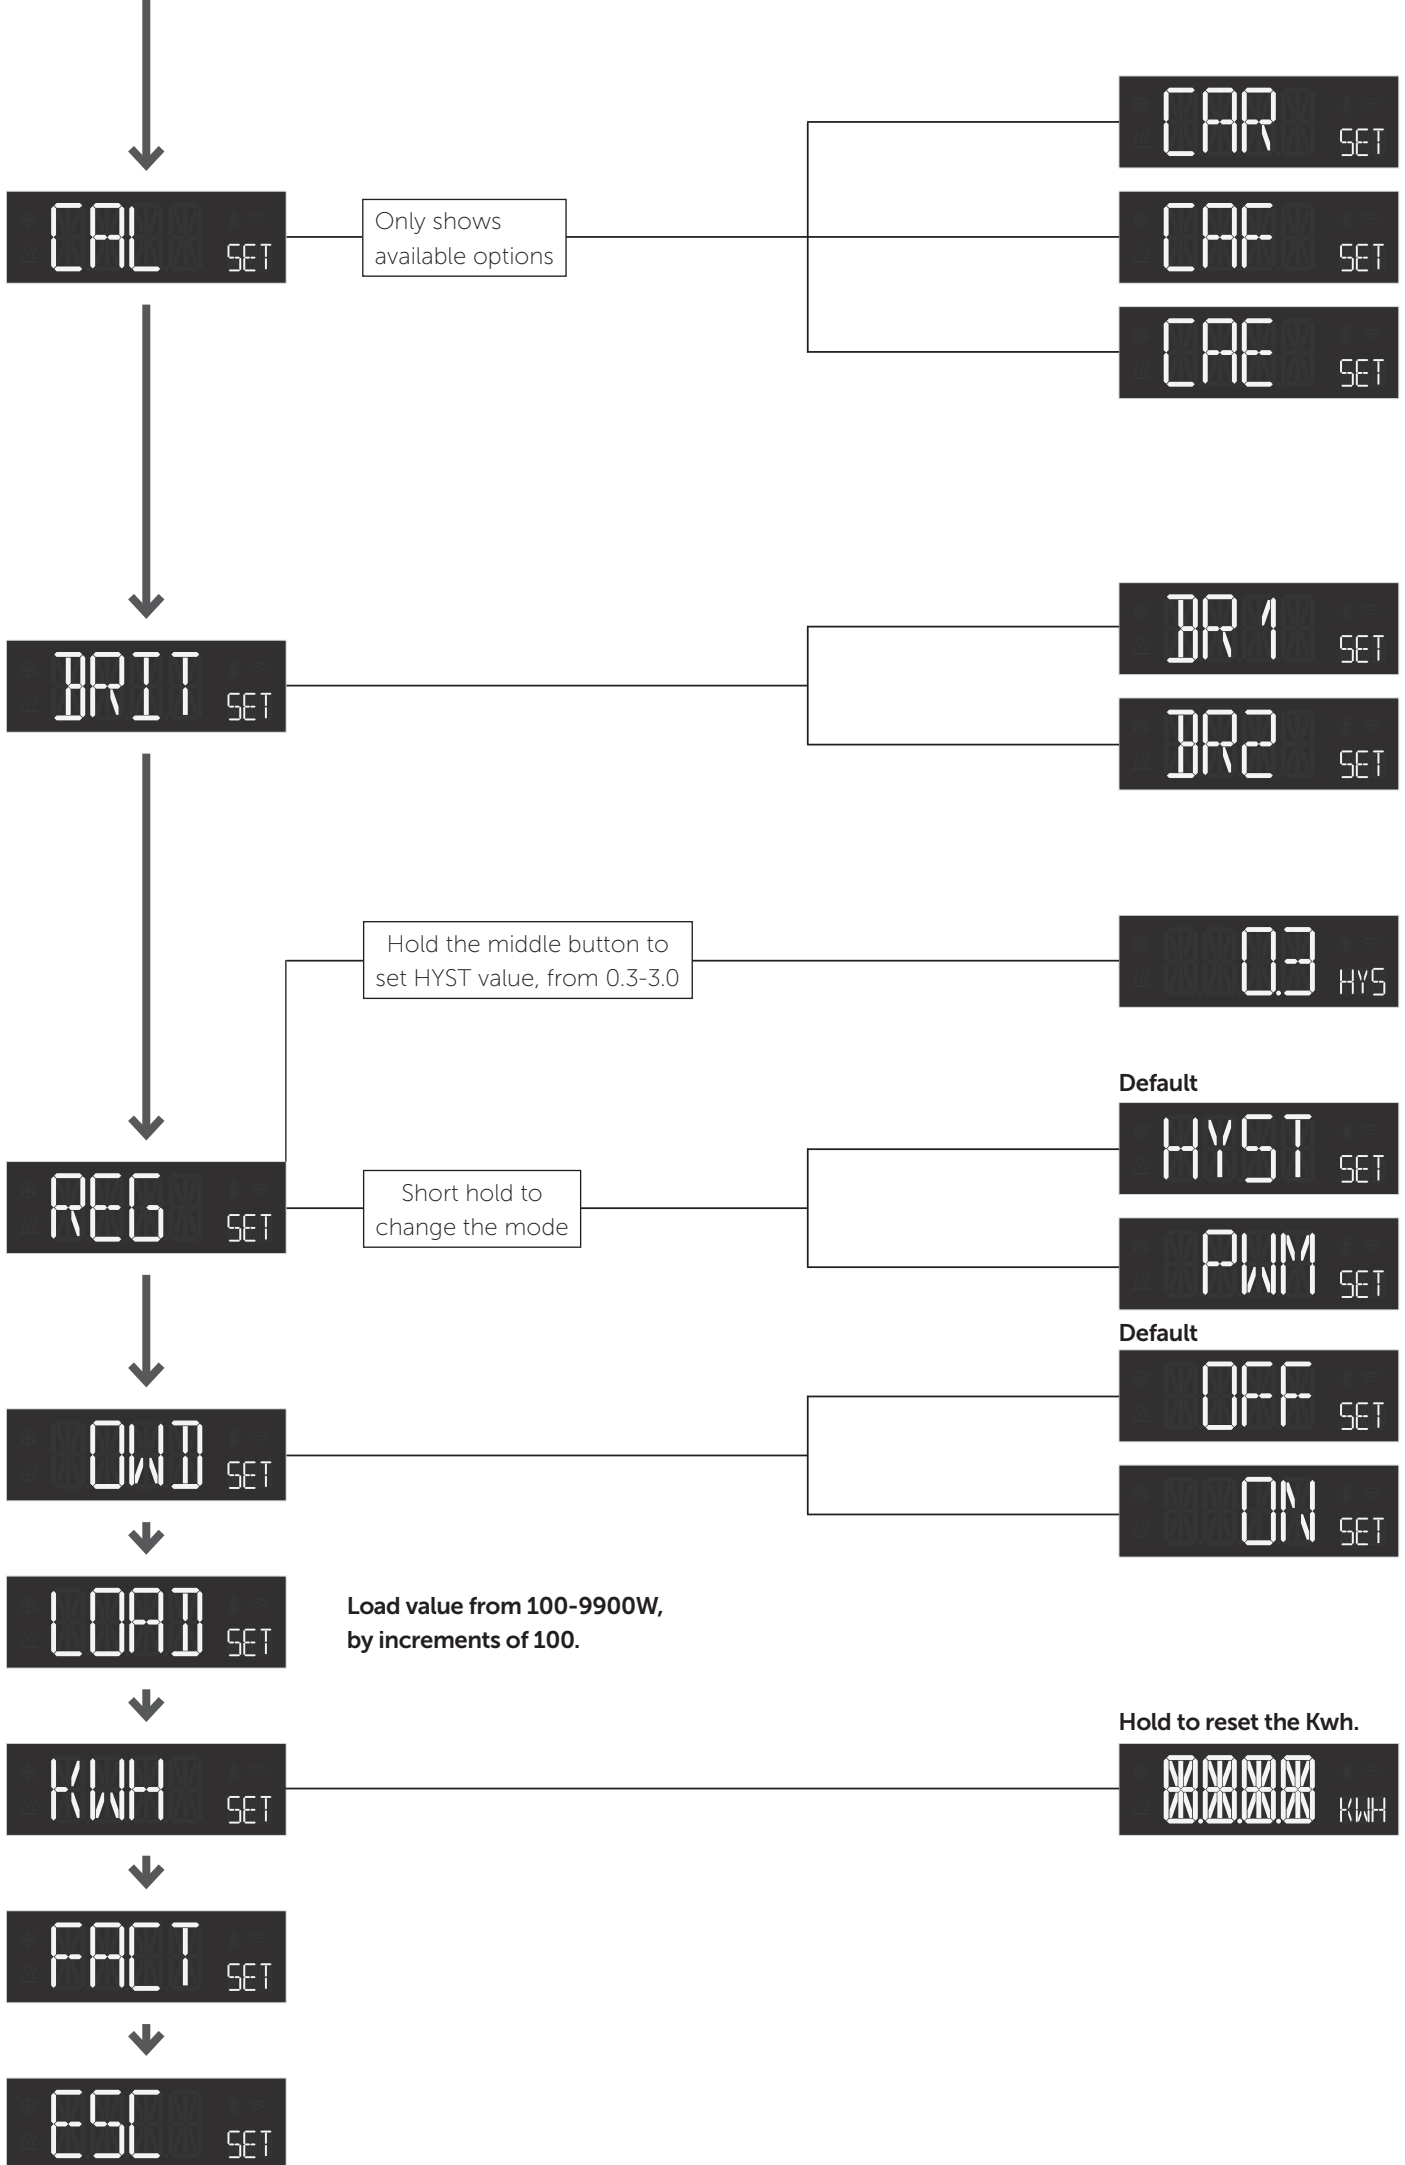 CAR SET
CAL SET
Only shows
available options
CAF SET
CAE SET
BRIT SET
BR1 SET
BR2 SET
Hold the middle button to
set HYST value, from 0.3-3.0
0.3 HYS
Default
HYST SET
REG SET
Short hold to
change the mode
PWM SET
Default
OFF SET
OWD SET
ON SET
LOAD SET
Load value from 100-9900W,
by increments of 100.
Hold to reset the Kwh.
KWH SET
KWH
FACT SET
ESC SET